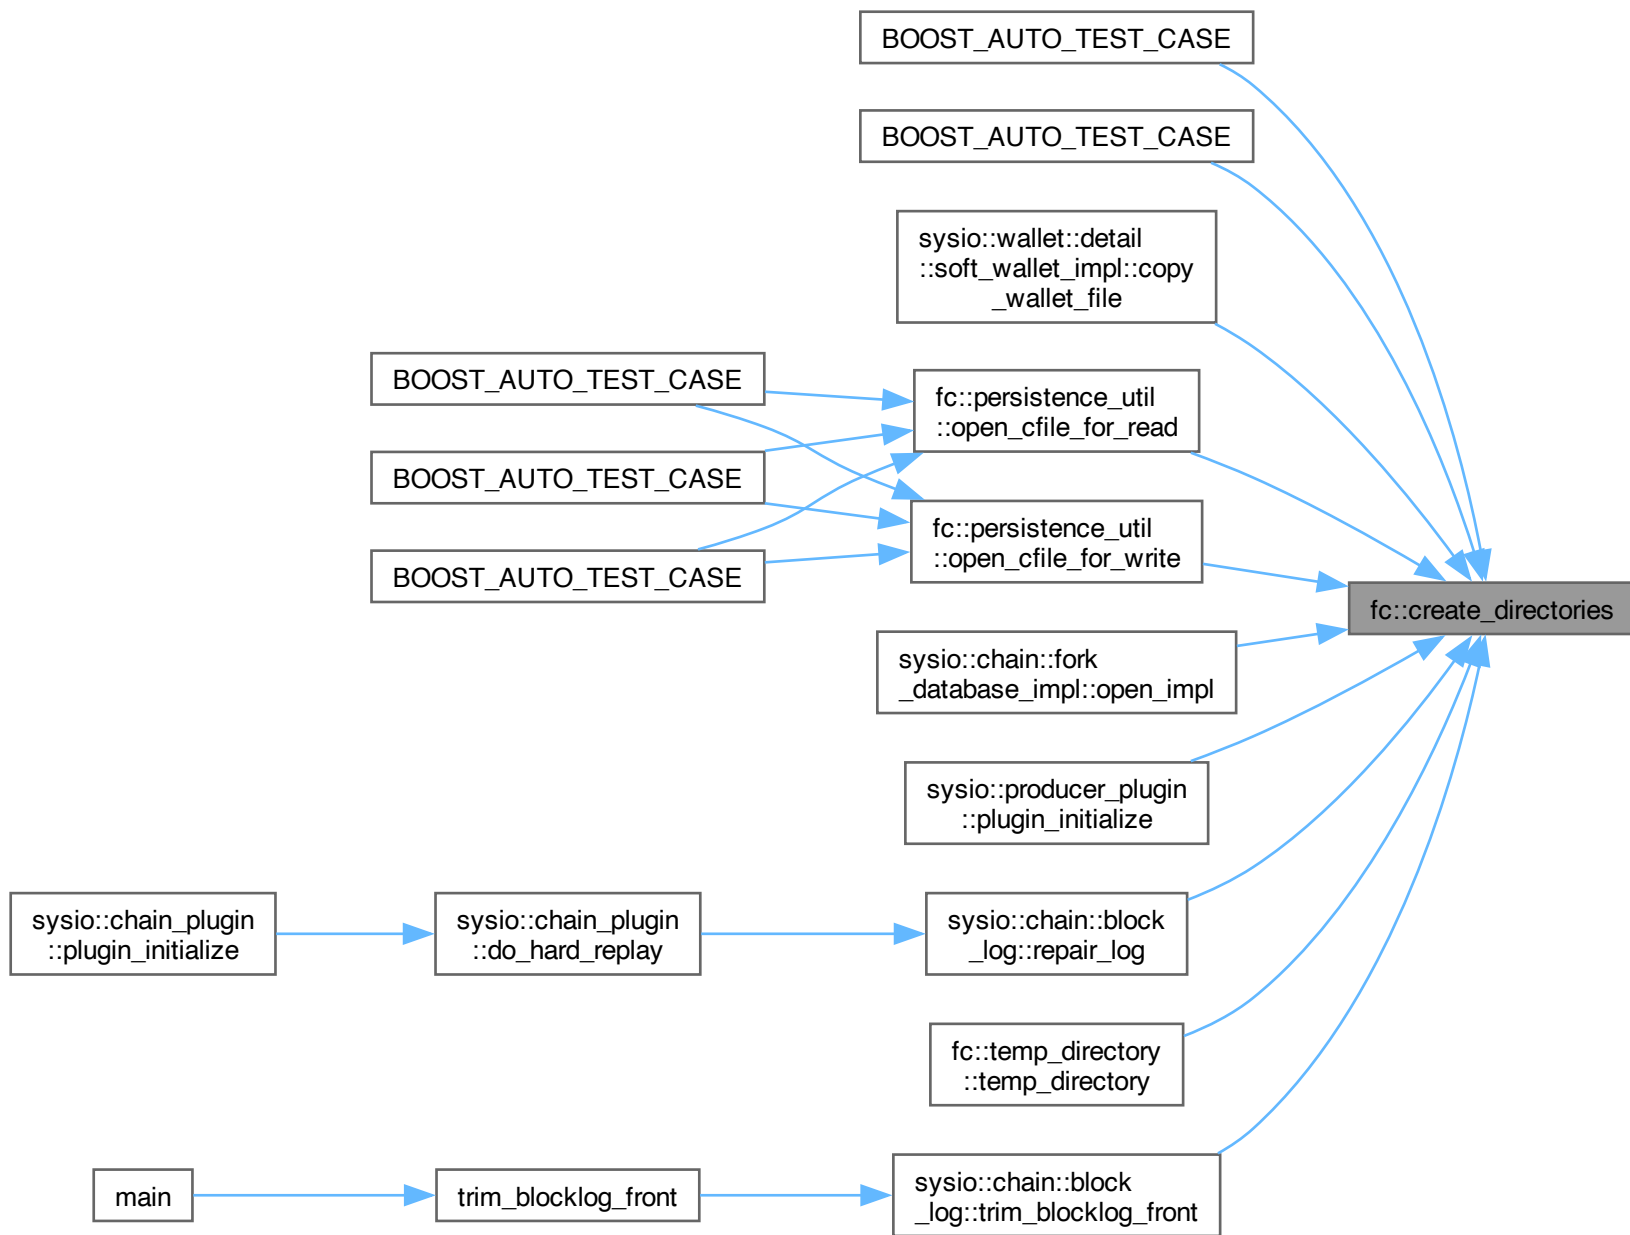 BOOST_AUTO_TEST_CASE
BOOST_AUTO_TEST_CASE
sysio::wallet::detail
::soft_wallet_impl::copy
_wallet_file
BOOST_AUTO_TEST_CASE
BOOST_AUTO_TEST_CASE
BOOST_AUTO_TEST_CASE
fc::persistence_util
::open_cfile_for_read
fc::persistence_util
::open_cfile_for_write
fc::create_directories
sysio::chain::fork
_database_impl::open_impl
sysio::producer_plugin
::plugin_initialize
sysio::chain_plugin
::plugin_initialize
sysio::chain_plugin
::do_hard_replay
sysio::chain::block
_log::repair_log
fc::temp_directory
::temp_directory
main
trim_blocklog_front
sysio::chain::block
_log::trim_blocklog_front